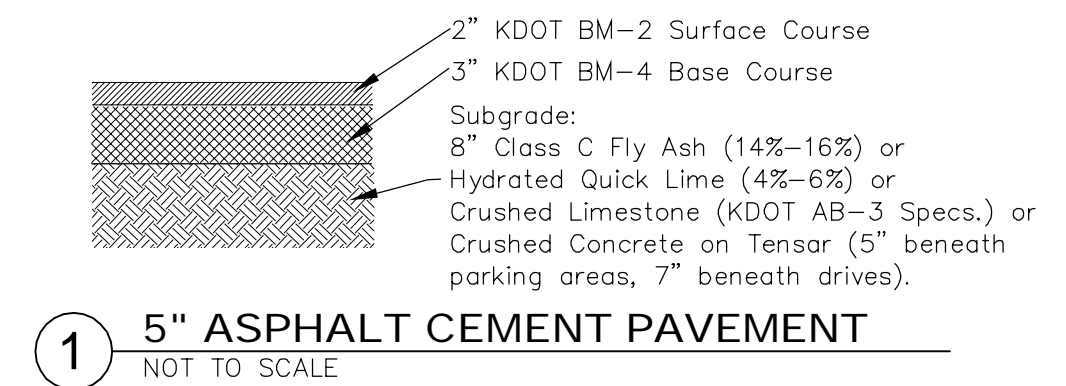 2” KDOT BM–2 Surface Course
3” KDOT BM–4 Base Course
Subgrade:
8” Class C Fly Ash (14%–16%) or
Hydrated Quick Lime (4%–6%) or
Crushed Limestone (KDOT AB–3 Specs.) or
Crushed Concrete on Tensar (5” beneath
parking areas, 7” beneath drives).
1 5" ASPHALT CEMENT PAVEMENT
NOT TO SCALE